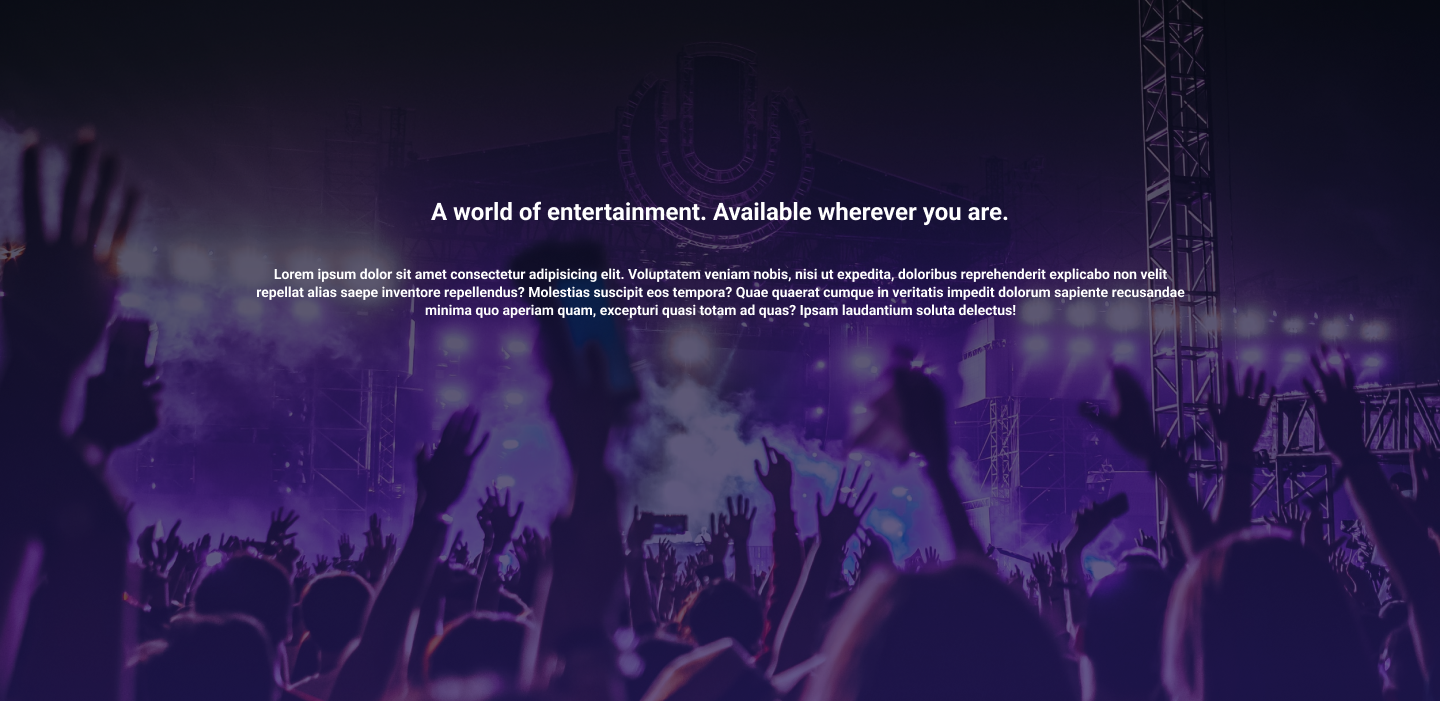 A world of entertainment. Available wherever you are.
Lorem ipsum dolor sit amet consectetur adipisicing elit. Voluptatem veniam nobis, nisi ut expedita, doloribus reprehenderit explicabo non velit
repellat alias saepe inventore repellendus? Molestias suscipit eos tempora? Quae quaerat cumque in veritatis impedit dolorum sapiente recusandae
minima quo aperiam quam, excepturi quasi totam ad quas? Ipsam laudantium soluta delectus!